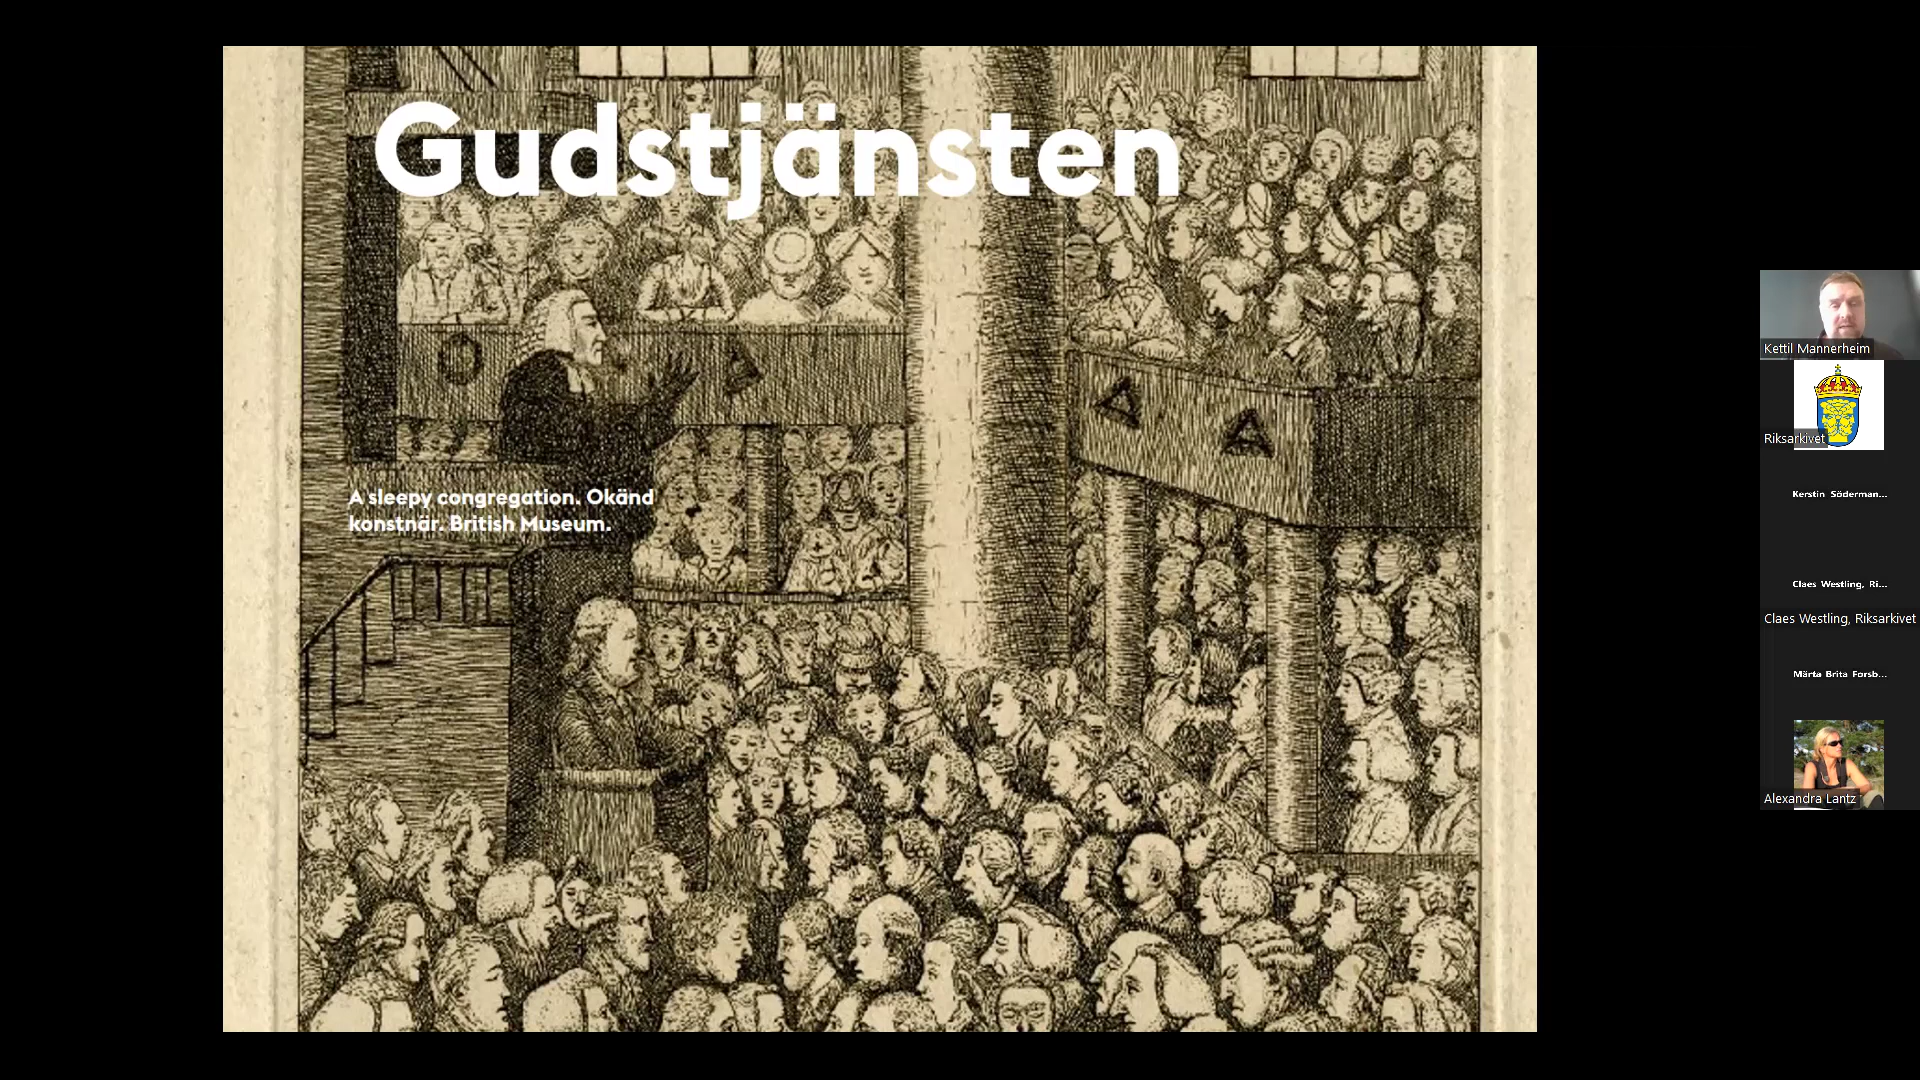 Gudstjänsten
A sleepy congregation. Okänd
konstnär. British Museum.
Kettil Mannerheim
Riksarkivet
Kerstin Söderman...
Claes Westling, Ri...
Claes Westling, Riksarkivet
Märta Brita Forsb...
Alexandra Lantz